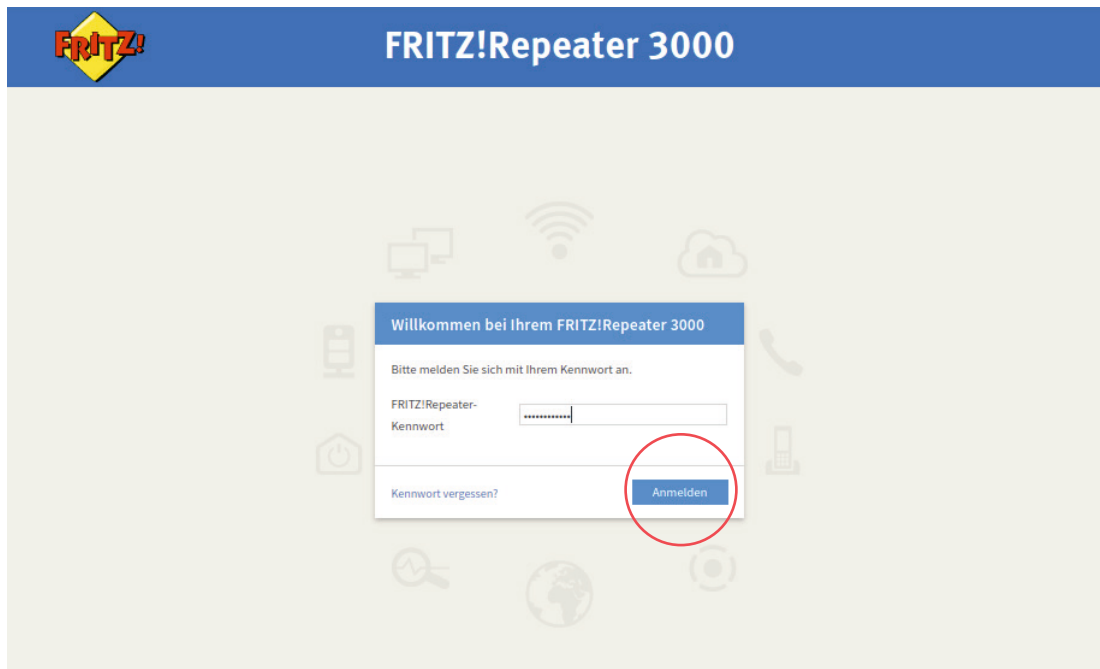 FRITZ!
FRITZ!Repeater 3000
Willkommen bei Ihrem FRITZ!Repeater 3000
Bitte melden Sie sich mit Ihrem Kennwort an.
FRITZ!Repeater-
Kennwort
••••••••••••
Kennwort vergessen?
Anmelden